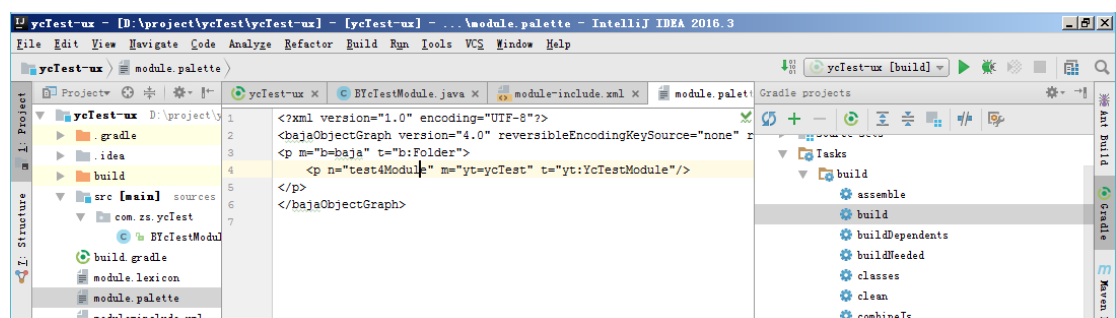 ycTest-ux - [D:\project\ycTest\ycTest-ux] - [ycTest-ux] - ...\module.palette - IntelliJ IDEA 2016.3
File Edit View Navigate Code Analyze Refactor Build Run Tools VCS Window Help
ycTest-ux module.palette
ycTest-ux [build]
1: Project
Z: Structure
Project
ycTest-ux D:\project\y
.gradle
.idea
build
src [main] sources
com.zs.ycTest
BYcTestModul
build.gradle
module.lexicon
module.palette
ycTest-ux × BYcTestModule.java × module-include.xml × module.palet
1 <?xml version="1.0" encoding="UTF-8"?>
2 <bajaObjectGraph version="4.0" reversibleEncodingKeySource="none" r
3 <p m="b=baja" t="b:Folder">
4 <p n="test4Module" m="yt=ycTest" t="yt:YcTestModule"/>
5 </p>
6 </bajaObjectGraph>
7
Gradle projects
Tasks
build
assemble
build
buildDependents
buildNeeded
classes
clean
combineTs
Ant Build
Gradle
Maven